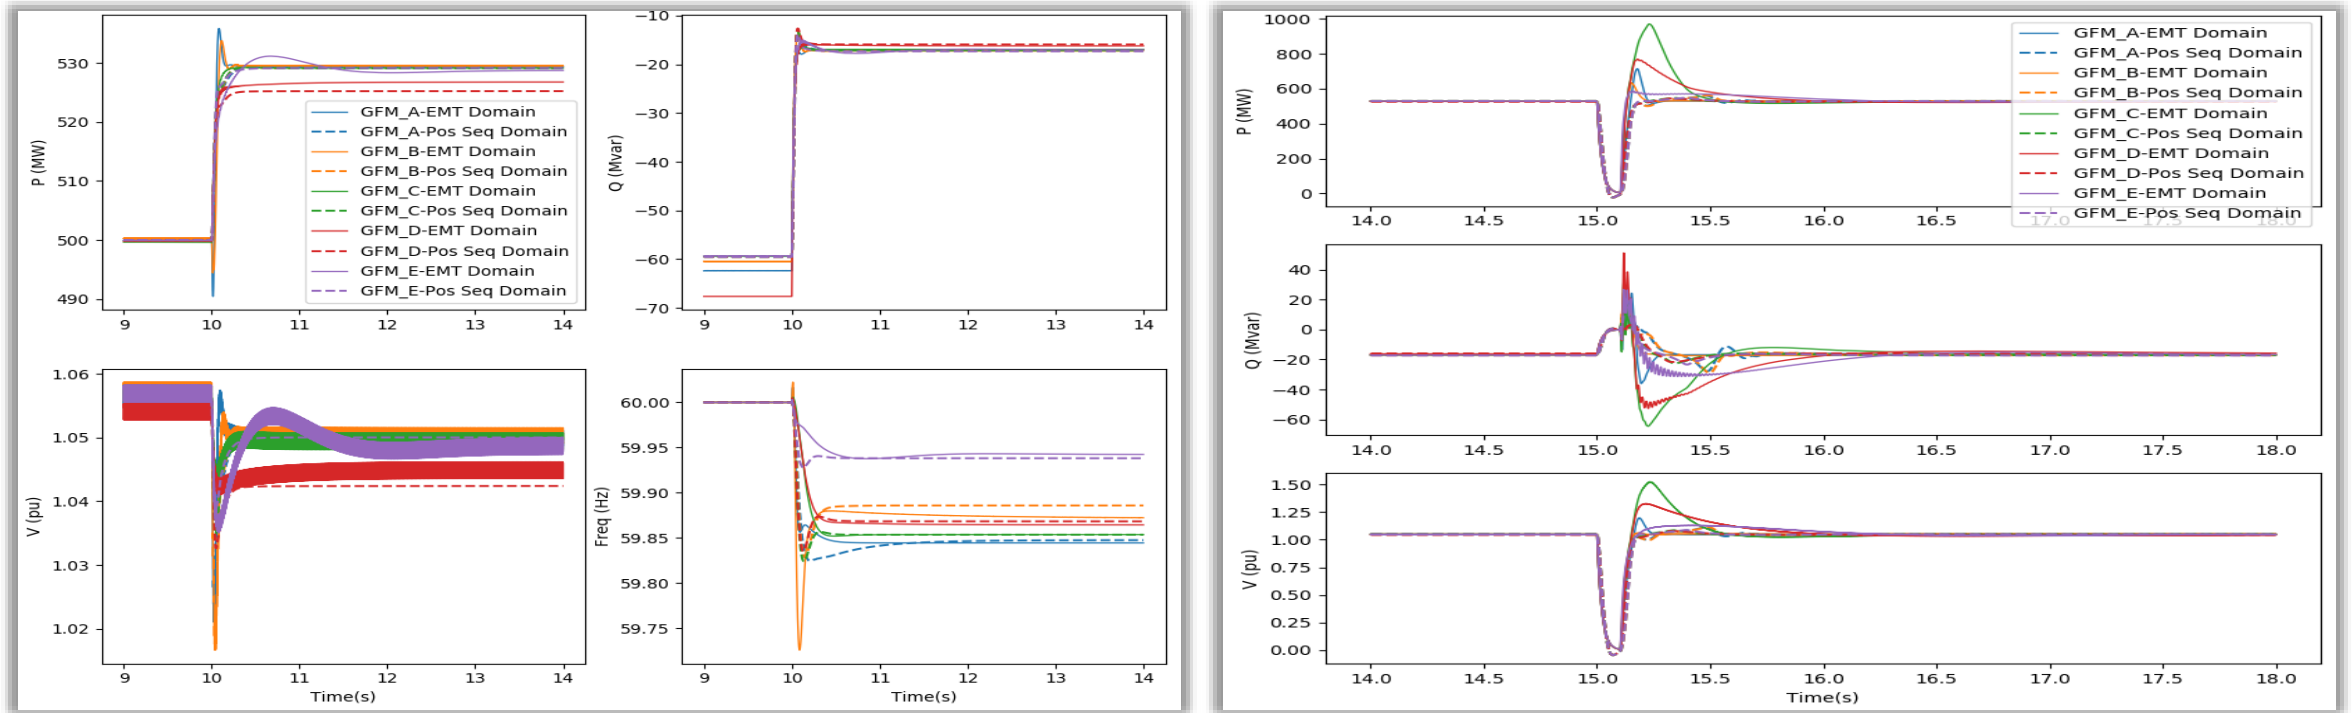 P (MW)
530
520
510
500
490
9 10 11 12 13 14
GFM_A-EMT Domain
GFM_A-Pos Seq Domain
GFM_B-EMT Domain
GFM_B-Pos Seq Domain
GFM_C-EMT Domain
GFM_C-Pos Seq Domain
GFM_D-EMT Domain
GFM_D-Pos Seq Domain
GFM_E-EMT Domain
GFM_E-Pos Seq Domain
Q (Mvar)
−10
−20
−30
−40
−50
−60
−70
9 10 11 12 13 14
V (pu)
1.06
1.05
1.04
1.03
1.02
9 10 11 12 13 14
Time(s)
Freq (Hz)
60.00
59.95
59.90
59.85
59.80
59.75
9 10 11 12 13 14
Time(s)
P (MW)
1000
800
600
400
200
0
14.0 14.5 15.0 15.5 16.0 16.5 17.0 17.5 18.0
GFM_A-EMT Domain
GFM_A-Pos Seq Domain
GFM_B-EMT Domain
GFM_B-Pos Seq Domain
GFM_C-EMT Domain
GFM_C-Pos Seq Domain
GFM_D-EMT Domain
GFM_D-Pos Seq Domain
GFM_E-EMT Domain
GFM_E-Pos Seq Domain
Q (Mvar)
40
20
0
−20
−40
−60
14.0 14.5 15.0 15.5 16.0 16.5 17.0 17.5 18.0
V (pu)
1.50
1.25
1.00
0.75
0.50
0.25
0.00
14.0 14.5 15.0 15.5 16.0 16.5 17.0 17.5 18.0
Time(s)